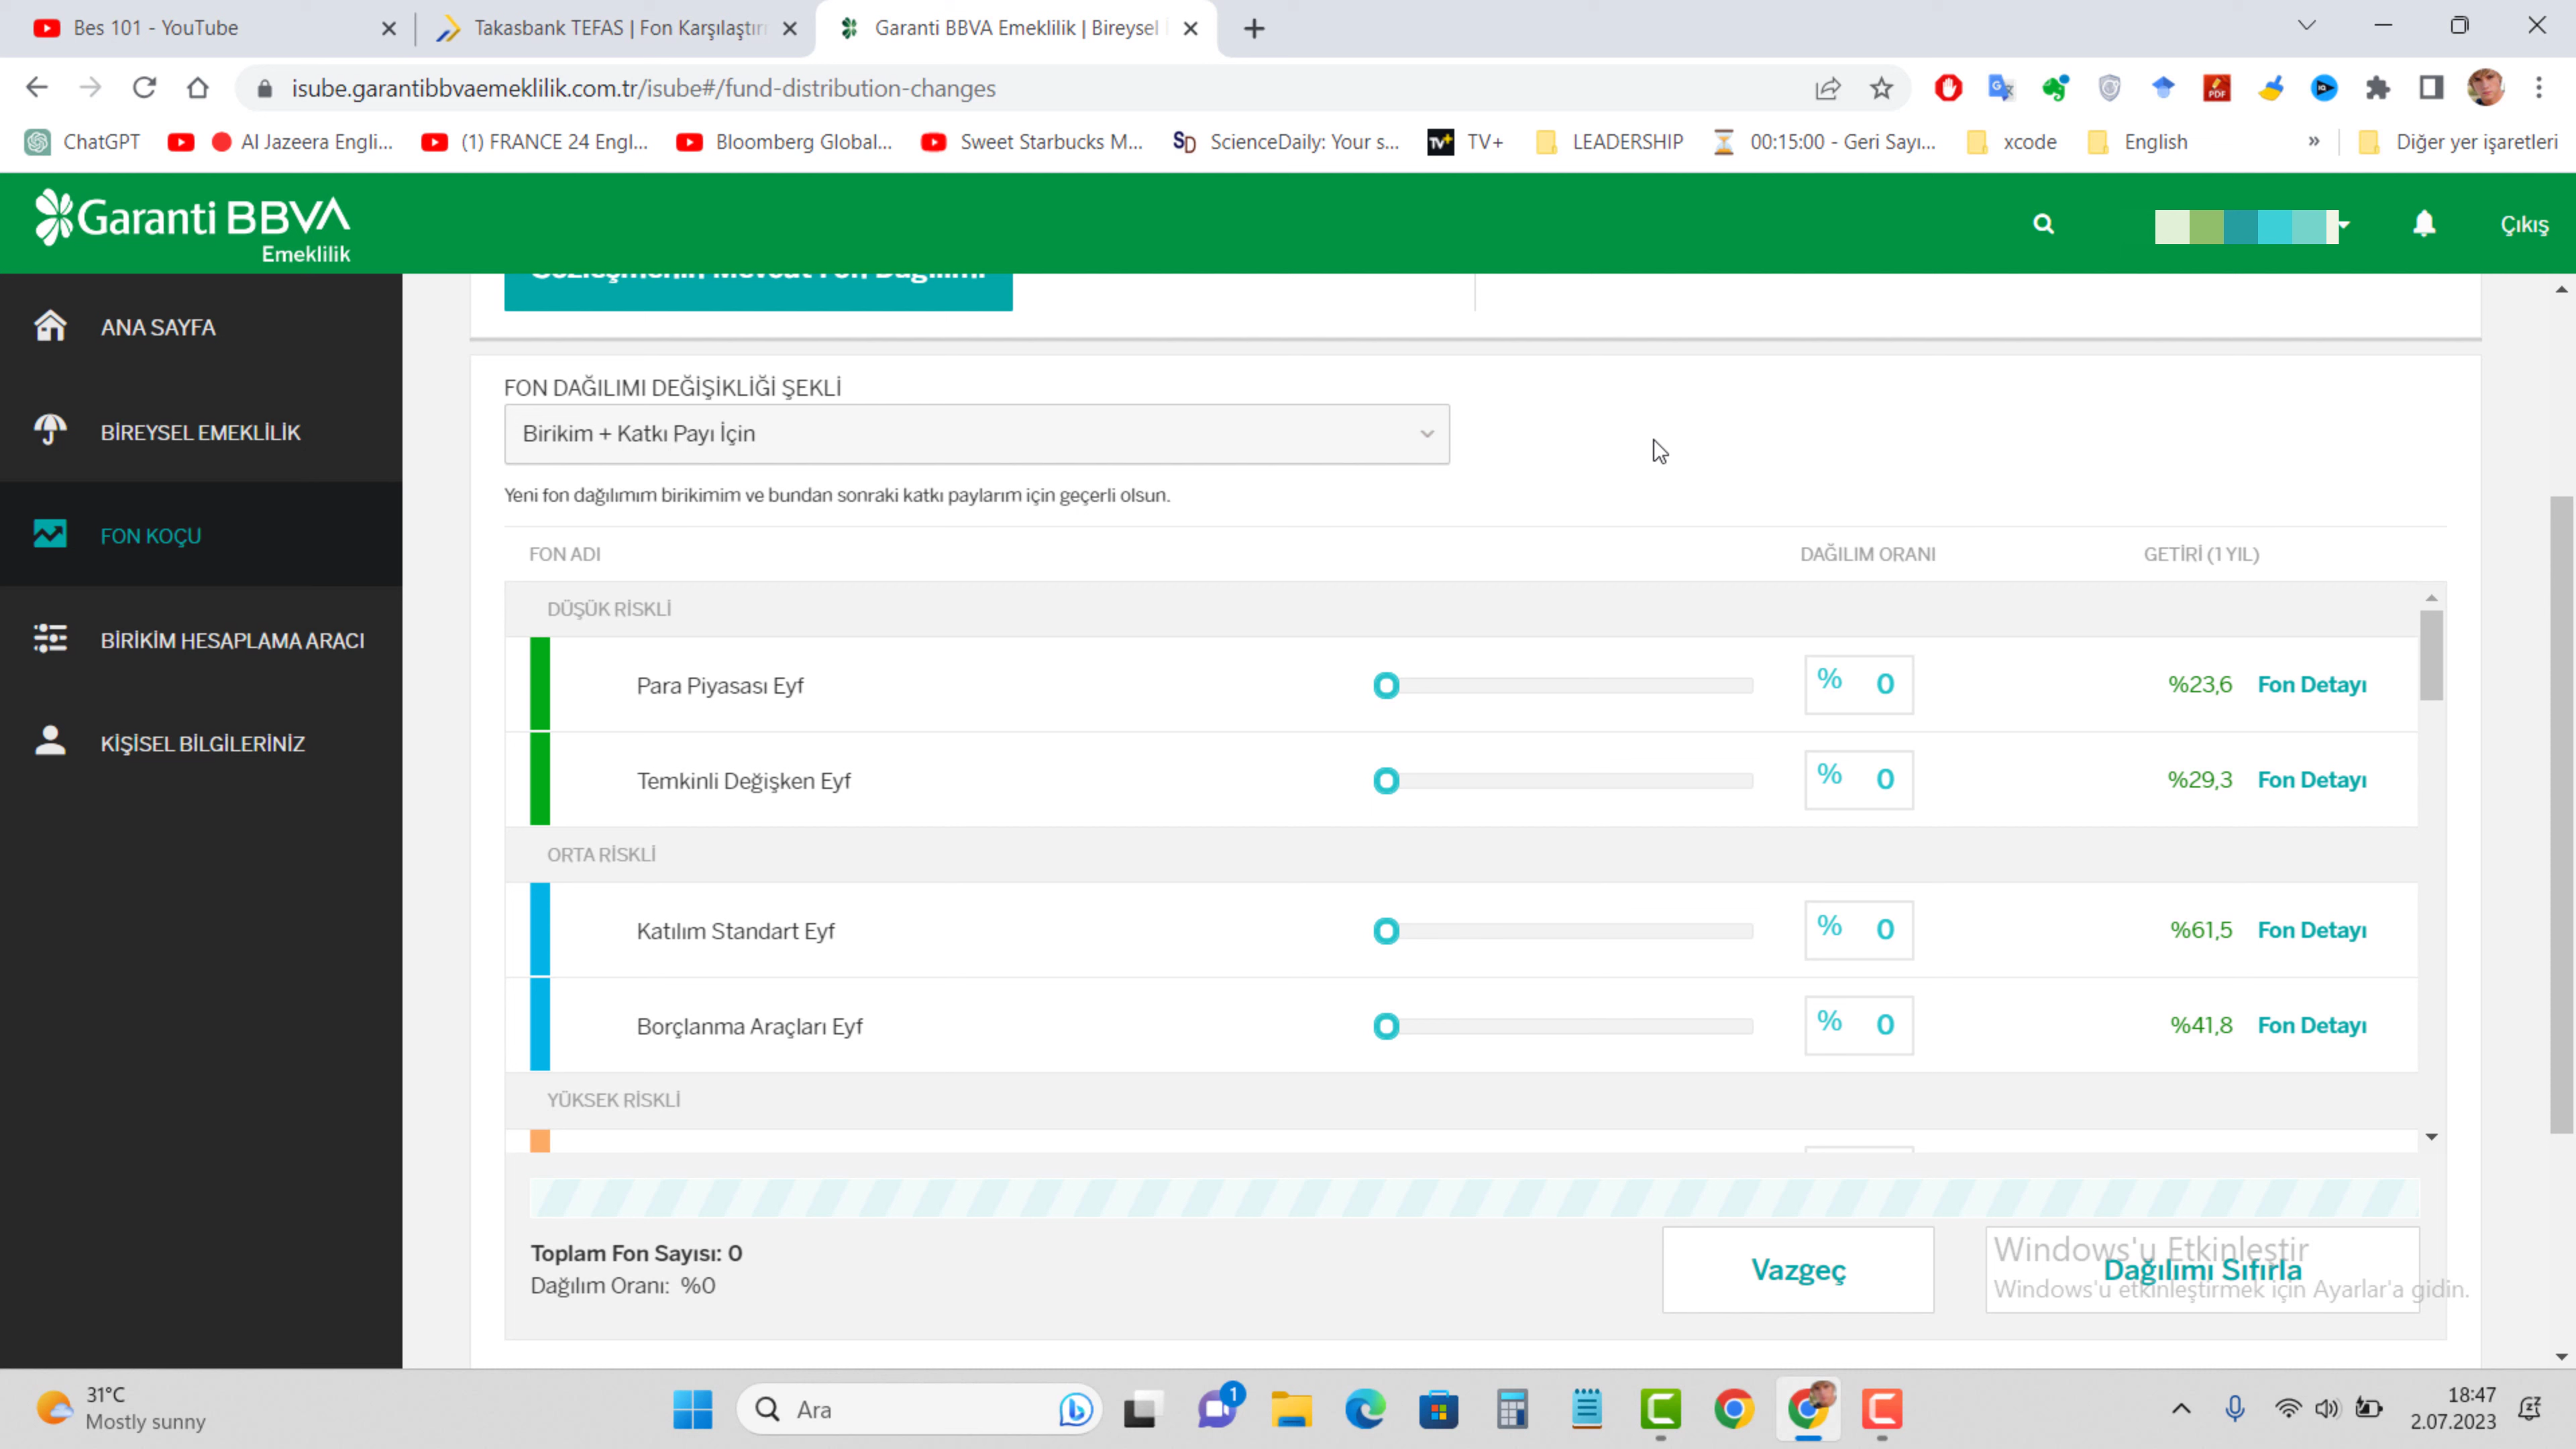 Bes 101 - YouTube
Takasbank TEFAS | Fon Karşılaştırı
Garanti BBVA Emeklilik | Bireysel
isube.garantibbvaemeklilik.com.tr/isube#/fund-distribution-changes
ChatGPT
Al Jazeera Engli...
(1) FRANCE 24 Engl...
Bloomberg Global...
Sweet Starbucks M...
SD ScienceDaily: Your s...
TV+ TV+
LEADERSHIP
00:15:00 - Geri Sayı...
xcode
English
»
Diğer yer işaretleri
Garanti BBVA
Emeklilik
Çıkış
Sözleşmenin Mevcut Fon Dağılımı
ANA SAYFA
BİREYSEL EMEKLİLİK
FON KOÇU
BİRİKİM HESAPLAMA ARACI
KİŞİSEL BİLGİLERİNİZ
FON DAĞILIMI DEĞİŞİKLİĞİ ŞEKLİ
Birikim + Katkı Payı İçin
Yeni fon dağılımım birikimim ve bundan sonraki katkı paylarım için geçerli olsun.
FON ADI DAĞILIM ORANI GETİRİ (1 YIL)
DÜŞÜK RİSKLİ
Para Piyasası Eyf % 0 %23,6 Fon Detayı
Temkinli Değişken Eyf % 0 %29,3 Fon Detayı
ORTA RİSKLİ
Katılım Standart Eyf % 0 %61,5 Fon Detayı
Borçlanma Araçları Eyf % 0 %41,8 Fon Detayı
YÜKSEK RİSKLİ
Toplam Fon Sayısı: 0
Dağılım Oranı: %0
Vazgeç
Dağılımı Sıfırla
Windows'u Etkinleştir
Windows'u etkinleştirmek için Ayarlar'a gidin.
31°C
Mostly sunny
Ara
1
18:47
2.07.2023